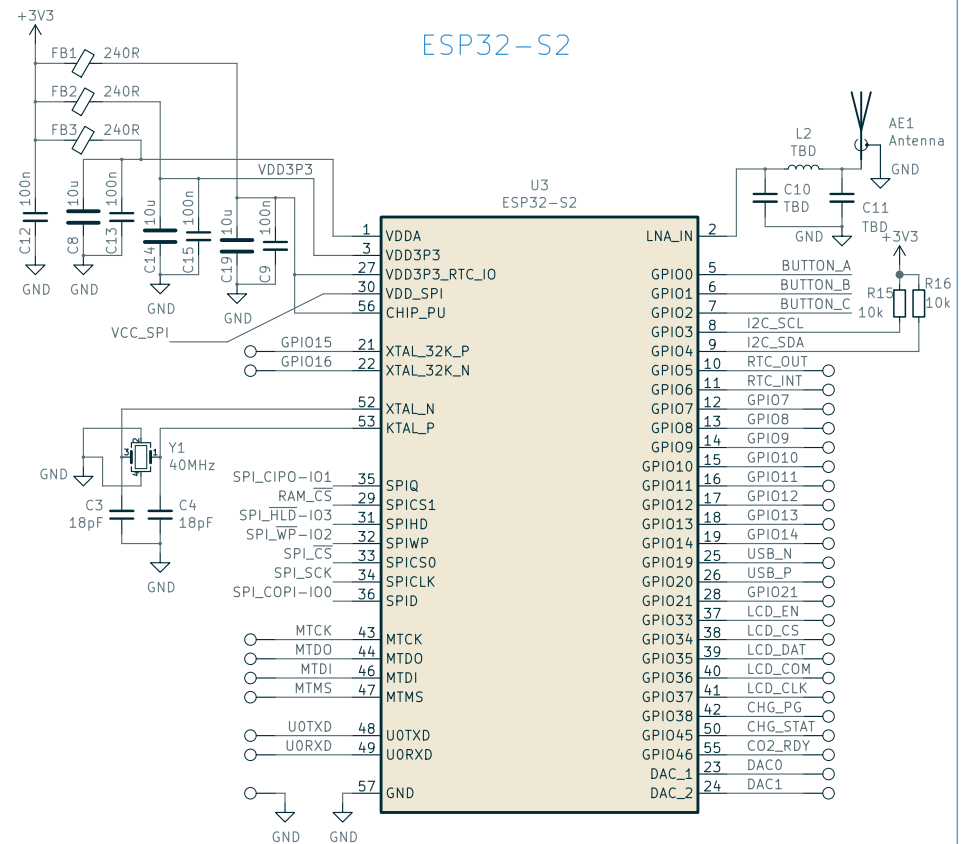 +3V3
ESP32-S2
FB1 240R
FB2 240R
FB3 240R
C12 100n
C8 10u
C13 100n
C14 10u
C15 100n
C19 10u
C9 100n
VDD3P3
GND
GND
GND
GND
L2
TBD
AE1
Antenna
GND
C10
TBD
C11
TBD
GND
+3V3
R15
10k
R16
10k
U3
ESP32-S2
1 VDDA
3 VDD3P3
27 VDD3P3_RTC_IO
30 VDD_SPI
VCC_SPI
56 CHIP_PU
GPIO15 21 XTAL_32K_P
GPIO16 22 XTAL_32K_N
52 XTAL_N
53 KTAL_P
GND
2
3 1
4
Y1
40MHz
C3
18pF
C4
18pF
GND
SPI_CIPO-IO1 35 SPIQ
RAM_CS 29 SPICS1
SPI_HLD-IO3 31 SPIHD
SPI_WP-IO2 32 SPIWP
SPI_CS 33 SPICS0
SPI_SCK 34 SPICLK
SPI_COPI-IO0 36 SPID
MTCK 43 MTCK
MTDO 44 MTDO
MTDI 46 MTDI
MTMS 47 MTMS
U0TXD 48 U0TXD
U0RXD 49 U0RXD
57 GND
GND
GND
LNA_IN 2
GPIO0 5 BUTTON_A
GPIO1 6 BUTTON_B
GPIO2 7 BUTTON_C
GPIO3 8 I2C_SCL
GPIO4 9 I2C_SDA
GPIO5 10 RTC_OUT
GPIO6 11 RTC_INT
GPIO7 12 GPIO7
GPIO8 13 GPIO8
GPIO9 14 GPIO9
GPIO10 15 GPIO10
GPIO11 16 GPIO11
GPIO12 17 GPIO12
GPIO13 18 GPIO13
GPIO14 19 GPIO14
GPIO19 25 USB_N
GPIO20 26 USB_P
GPIO21 28 GPIO21
GPIO33 37 LCD_EN
GPIO34 38 LCD_CS
GPIO35 39 LCD_DAT
GPIO36 40 LCD_COM
GPIO37 41 LCD_CLK
GPIO38 42 CHG_PG
GPIO45 50 CHG_STAT
GPIO46 55 CO2_RDY
DAC_1 23 DAC0
DAC_2 24 DAC1